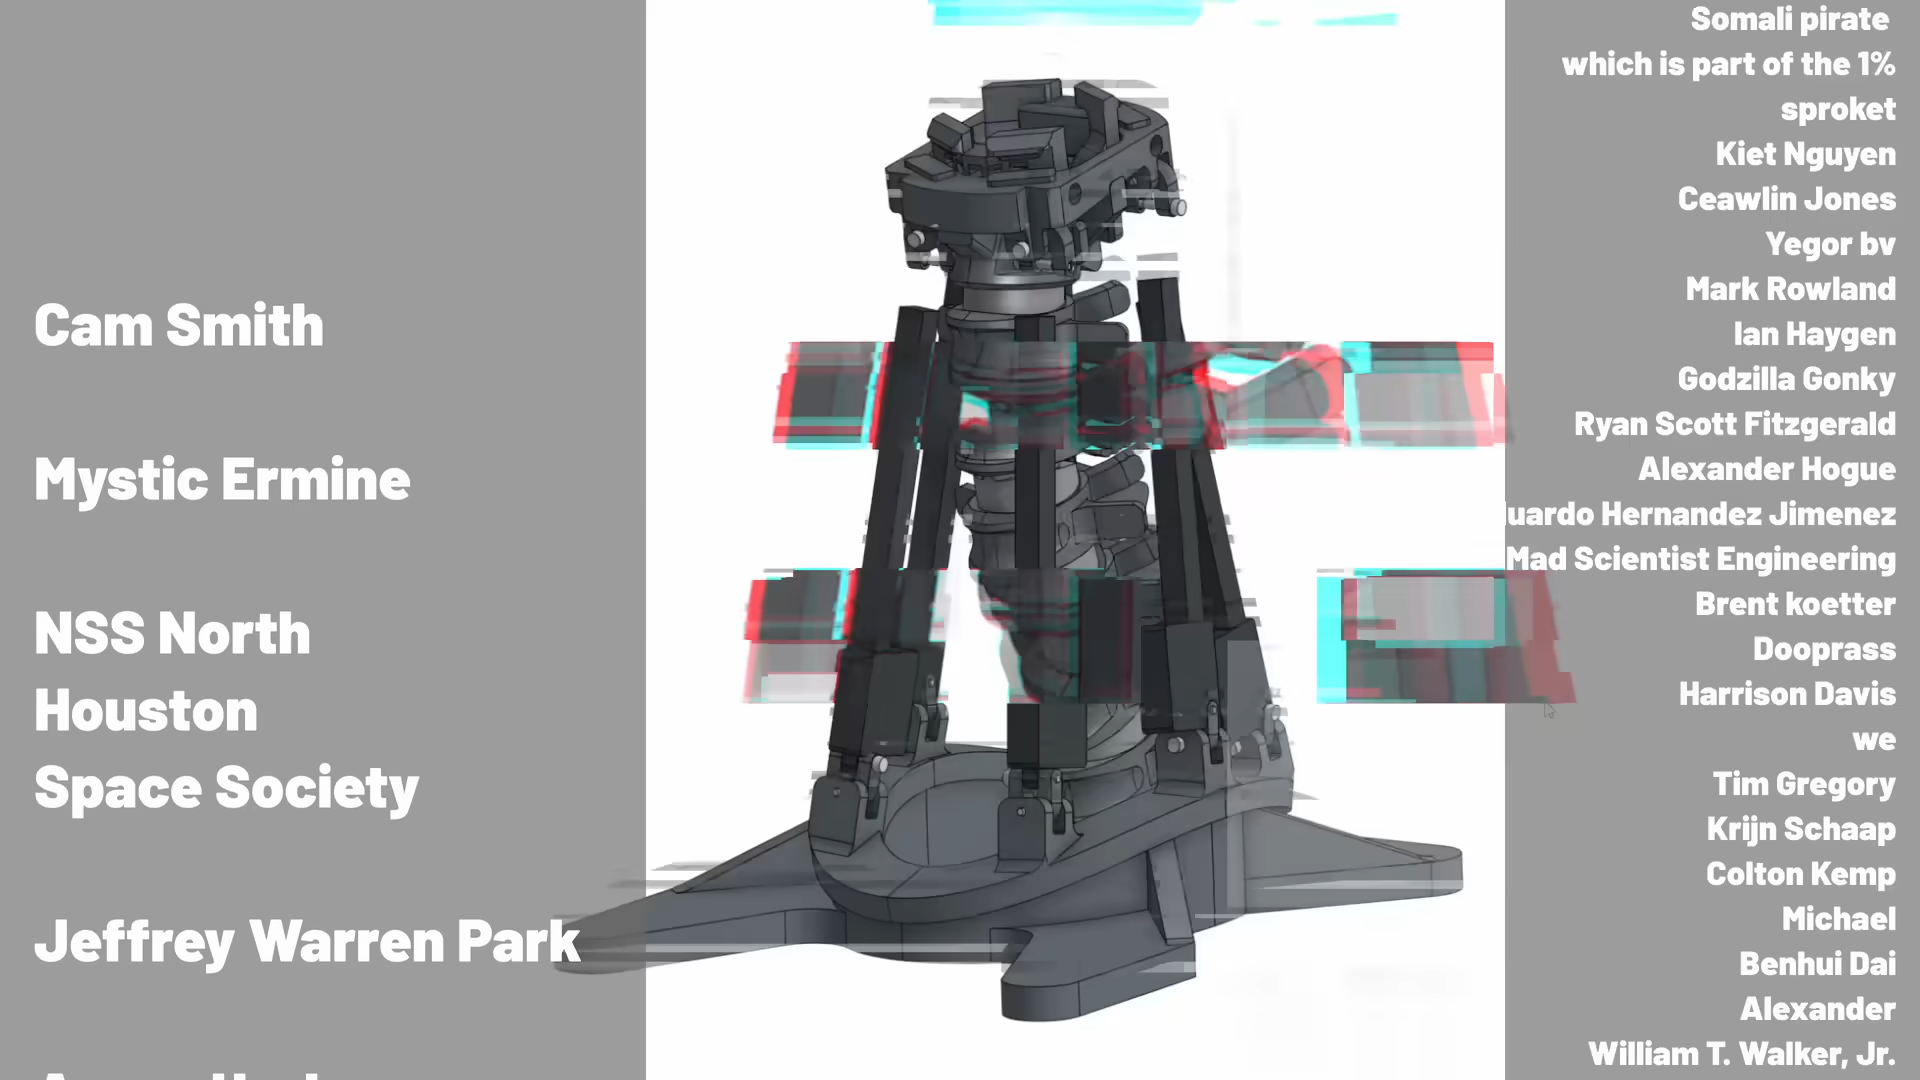 Cam Smith
Mystic Ermine
NSS North
Houston
Space Society
Jeffrey Warren Park
Somali pirate
which is part of the 1%
sproket
Kiet Nguyen
Ceawlin Jones
Yegor bv
Mark Rowland
Ian Haygen
Godzilla Gonky
Ryan Scott Fitzgerald
Alexander Hogue
uardo Hernandez Jimenez
Mad Scientist Engineering
Brent koetter
Dooprass
Harrison Davis
we
Tim Gregory
Krijn Schaap
Colton Kemp
Michael
Benhui Dai
Alexander
William T. Walker, Jr.